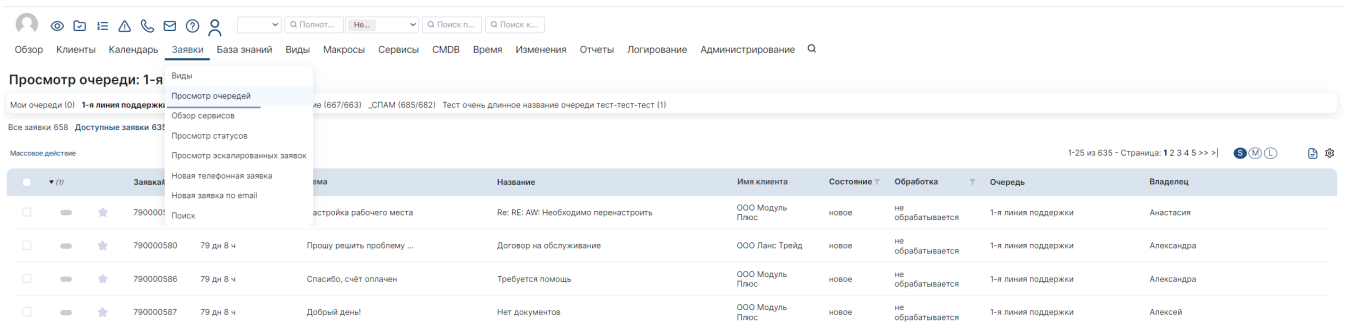 Q Полнот... Не... Q Поиск п... Q Поиск к...
Обзор Клиенты Календарь Заявки База знаний Виды Макросы Сервисы CMDB Время Изменения Отчеты Логирование Администрирование
Просмотр очереди: 1-я
Виды
Просмотр очередей
Обзор сервисов
Просмотр статусов
Просмотр эскалированных заявок
Новая телефонная заявка
Новая заявка по email
Поиск
Мои очереди (0) 1-я линия поддержки ие (667/663) _СПАМ (685/682) Тест очень длинное название очереди тест-тест-тест (1)
Все заявки 658 Доступные заявки 635
Массовое действие 1-25 из 635 - Страница: 1 2 3 4 5 >> >| S M L
(1) Заявка# ема Название Имя клиента Состояние Обработка Очередь Владелец
астройка рабочего места Re: RE: AW: Необходимо перенастроить ООО Модуль Плюс новое не обрабатывается 1-я линия поддержки Анастасия
790000580 79 дн 8 ч Прошу решить проблему ... Договор на обслуживание ООО Ланс Трейд новое не обрабатывается 1-я линия поддержки Александра
790000586 79 дн 8 ч Спасибо, счёт оплачен Требуется помощь ООО Модуль Плюс новое не обрабатывается 1-я линия поддержки Александра
790000587 79 дн 8 ч Добрый день! Нет документов ООО Модуль Плюс новое не обрабатывается 1-я линия поддержки Алексей